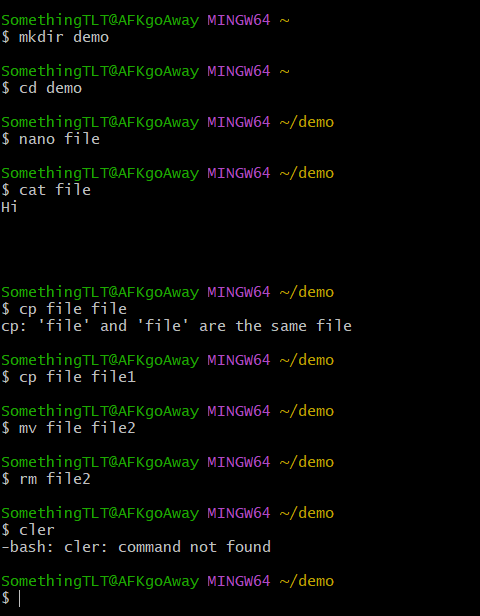 SomethingTLT@AFKgoAway MINGW64 ~
$ mkdir demo
SomethingTLT@AFKgoAway MINGW64 ~
$ cd demo
SomethingTLT@AFKgoAway MINGW64 ~/demo
$ nano file
SomethingTLT@AFKgoAway MINGW64 ~/demo
$ cat file
Hi
SomethingTLT@AFKgoAway MINGW64 ~/demo
$ cp file file
cp: 'file' and 'file' are the same file
SomethingTLT@AFKgoAway MINGW64 ~/demo
$ cp file file1
SomethingTLT@AFKgoAway MINGW64 ~/demo
$ mv file file2
SomethingTLT@AFKgoAway MINGW64 ~/demo
$ rm file2
SomethingTLT@AFKgoAway MINGW64 ~/demo
$ cler
-bash: cler: command not found
SomethingTLT@AFKgoAway MINGW64 ~/demo
$